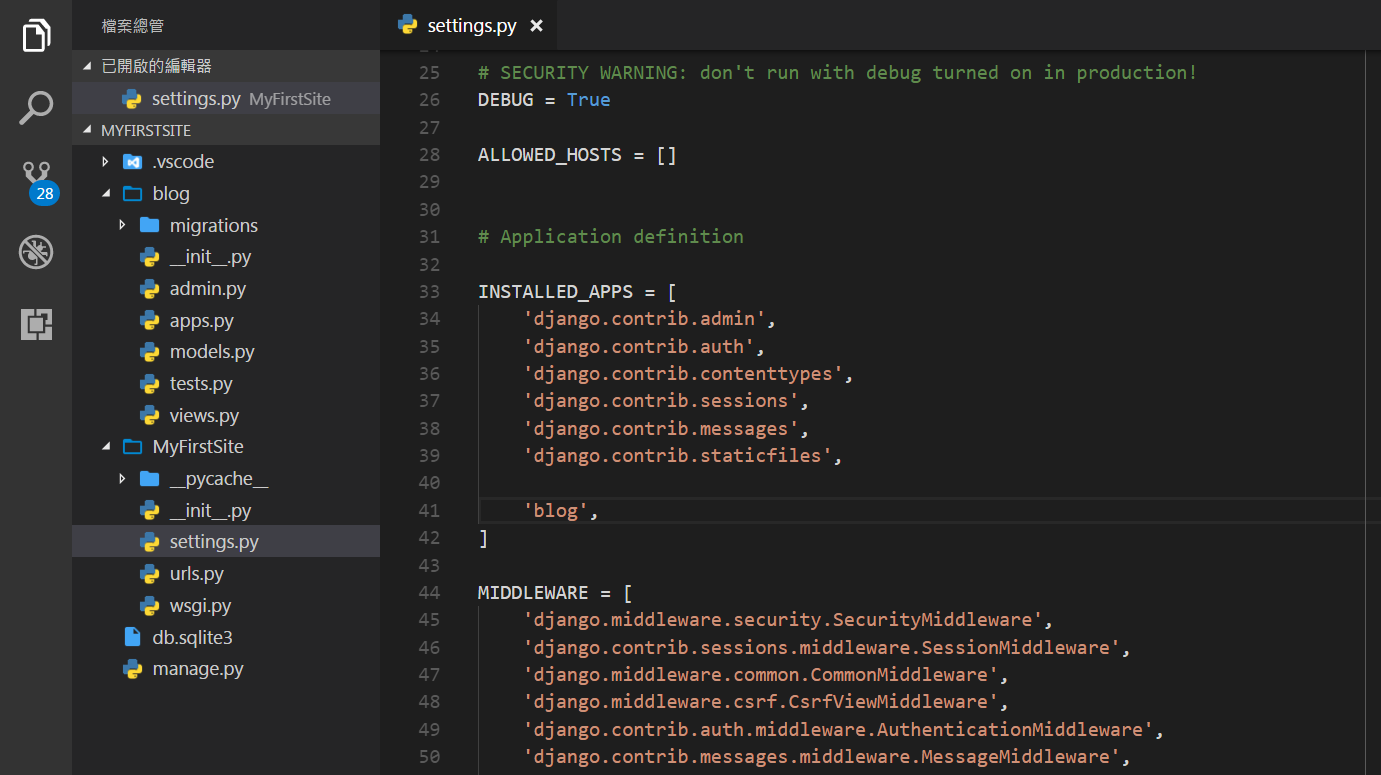 檔案總管
已開啟的編輯器
settings.py MyFirstSite
MYFIRSTSITE
.vscode
blog
migrations
__init__.py
admin.py
apps.py
models.py
tests.py
views.py
MyFirstSite
__pycache__
__init__.py
settings.py
urls.py
wsgi.py
db.sqlite3
manage.py
28
settings.py
25 # SECURITY WARNING: don't run with debug turned on in production!
26 DEBUG = True
27
28 ALLOWED_HOSTS = []
29
30
31 # Application definition
32
33 INSTALLED_APPS = [
34     'django.contrib.admin',
35     'django.contrib.auth',
36     'django.contrib.contenttypes',
37     'django.contrib.sessions',
38     'django.contrib.messages',
39     'django.contrib.staticfiles',
40
41     'blog',
42 ]
43
44 MIDDLEWARE = [
45     'django.middleware.security.SecurityMiddleware',
46     'django.contrib.sessions.middleware.SessionMiddleware',
47     'django.middleware.common.CommonMiddleware',
48     'django.middleware.csrf.CsrfViewMiddleware',
49     'django.contrib.auth.middleware.AuthenticationMiddleware',
50     'django.contrib.messages.middleware.MessageMiddleware',